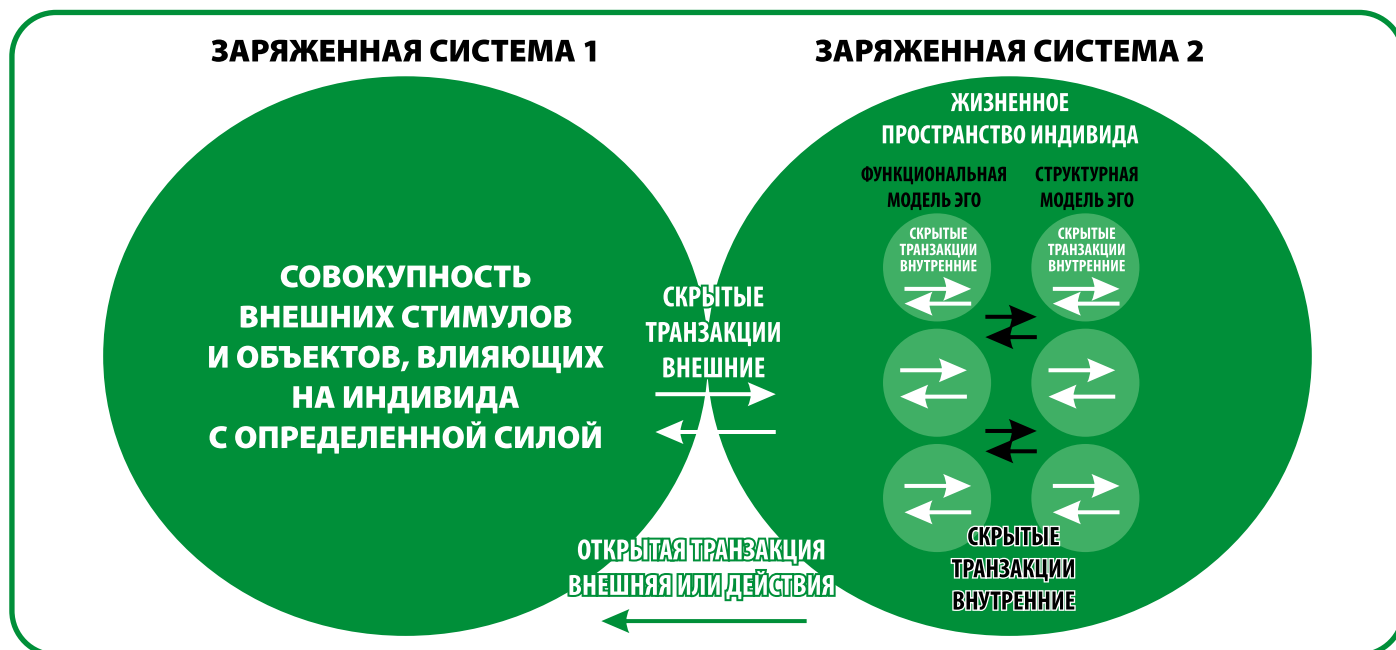 ЗАРЯЖЕННАЯ СИСТЕМА 1
ЗАРЯЖЕННАЯ СИСТЕМА 2
СОВОКУПНОСТЬ
ВНЕШНИХ СТИМУЛОВ
И ОБЪЕКТОВ, ВЛИЯЮЩИХ
НА ИНДИВИДА
С ОПРЕДЕЛЕННОЙ СИЛОЙ
СКРЫТЫЕ
ТРАНЗАКЦИИ
ВНЕШНИЕ
ОТКРЫТАЯ ТРАНЗАКЦИЯ
ВНЕШНЯЯ ИЛИ ДЕЙСТВИЯ
ЖИЗНЕННОЕ
ПРОСТРАНСТВО ИНДИВИДА
ФУНКЦИОНАЛЬНАЯ
МОДЕЛЬ ЭГО
СТРУКТУРНАЯ
МОДЕЛЬ ЭГО
СКРЫТЫЕ
ТРАНЗАКЦИИ
ВНУТРЕННИЕ
СКРЫТЫЕ
ТРАНЗАКЦИИ
ВНУТРЕННИЕ
СКРЫТЫЕ
ТРАНЗАКЦИИ
ВНУТРЕННИЕ